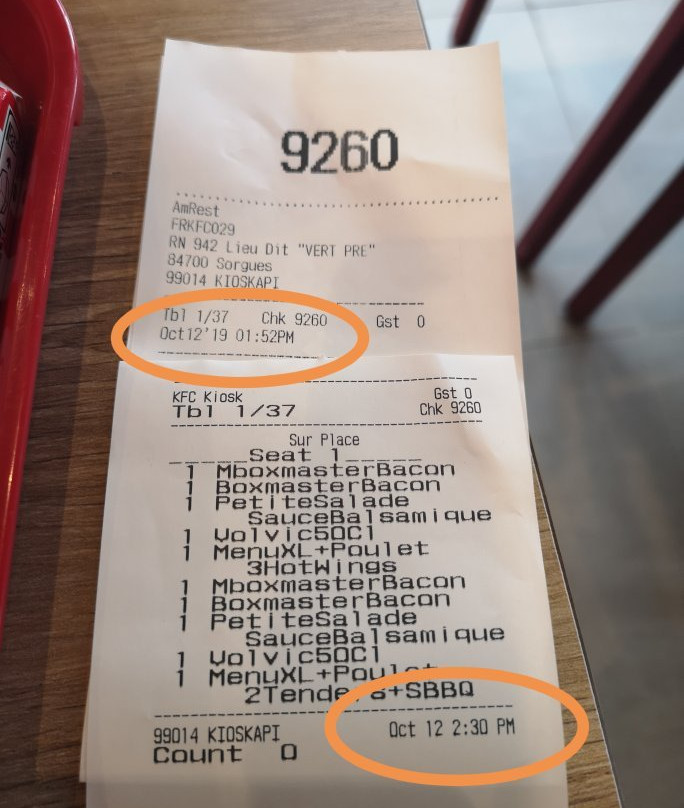 9260
AmRest
FRKFC029
RN 942 Lieu Dit "VERT PRE"
84700 Sorgues
99014 KIOSKAPI
Tbl 1/37 Chk 9260 Gst 0
Oct12'19 01:52PM
KFC Kiosk Gst 0
Tbl 1/37 Chk 9260
Sur Place
Seat 1
1 MboxmasterBacon
1 BoxmasterBacon
1 PetiteSalade
SauceBalsamique
1 Volvic50Cl
1 MenuXL+Poulet
3HotWings
1 MboxmasterBacon
1 BoxmasterBacon
1 PetiteSalade
SauceBalsamique
1 Volvic50Cl
1 MenuXL+Poulet
2Tenders+SBBQ
99014 KIOSKAPI Oct 12 2:30 PM
Count 0